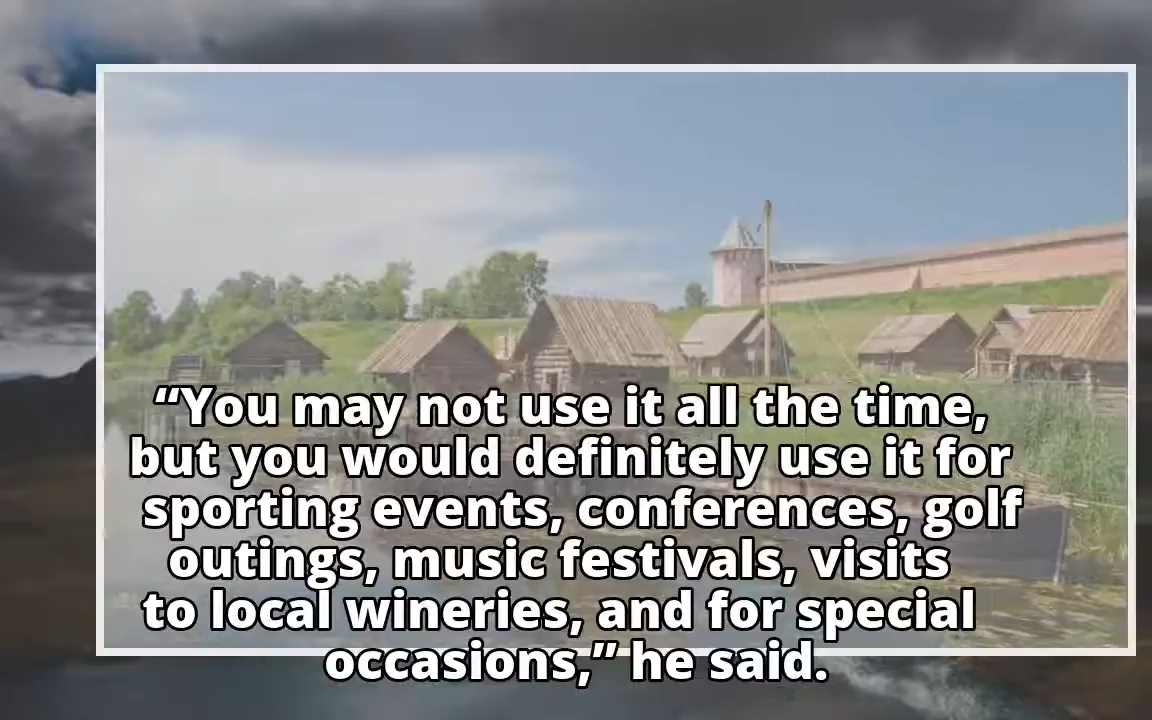 “You may not use it all the time,
but you would definitely use it for
sporting events, conferences, golf
outings, music festivals, visits
to local wineries, and for special
occasions,” he said.